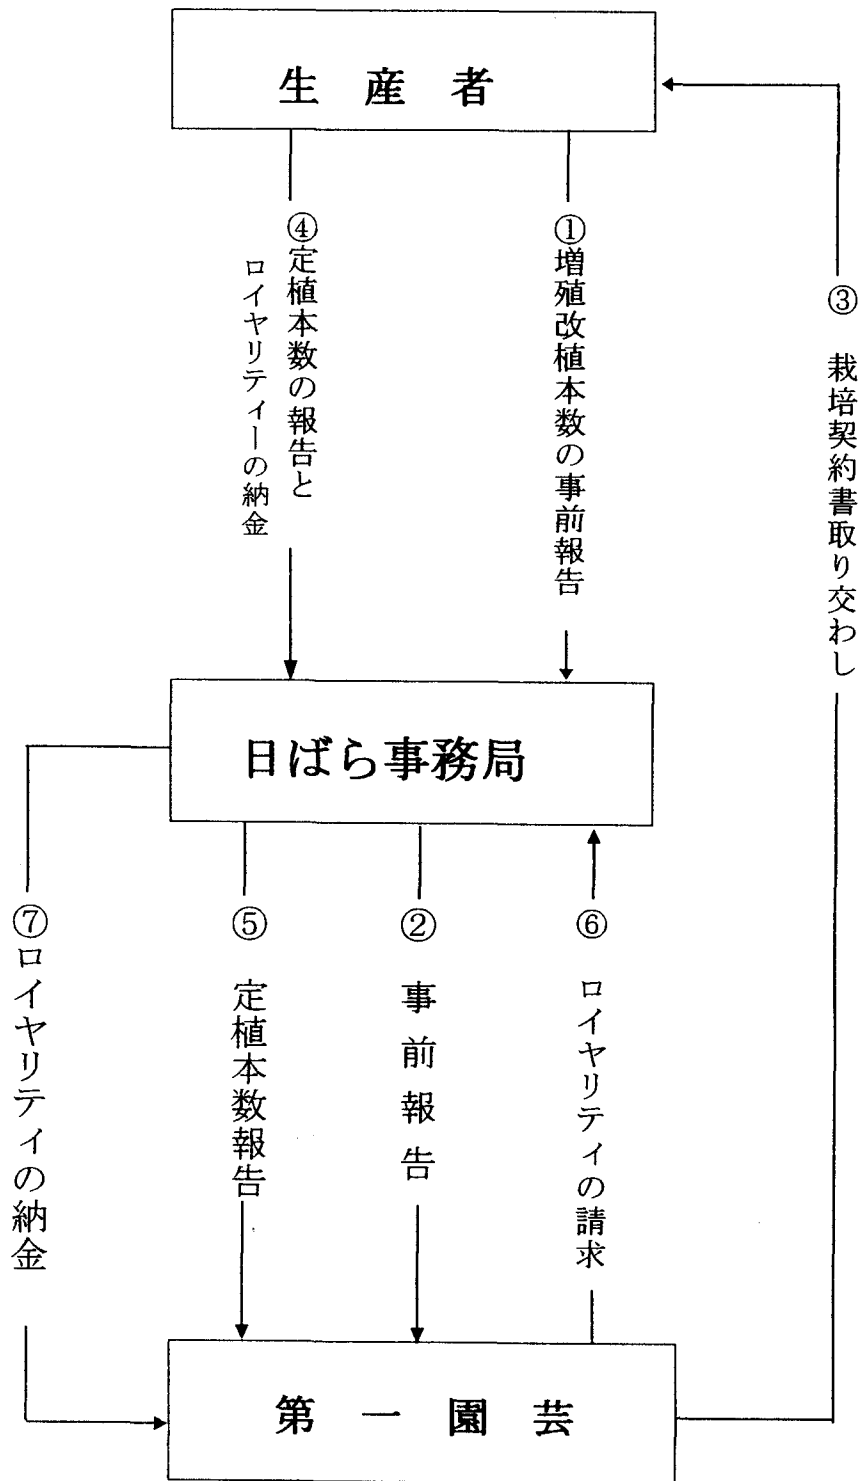 生産者
④定植本数の報告と
ロイヤリティーの納金
①増殖改植本数の事前報告
③ 栽培契約書取り交わし
日ばら事務局
⑦ロイヤリティの納金
⑤ 定植本数報告
② 事前報告
⑥ ロイヤリティの請求
第一園芸